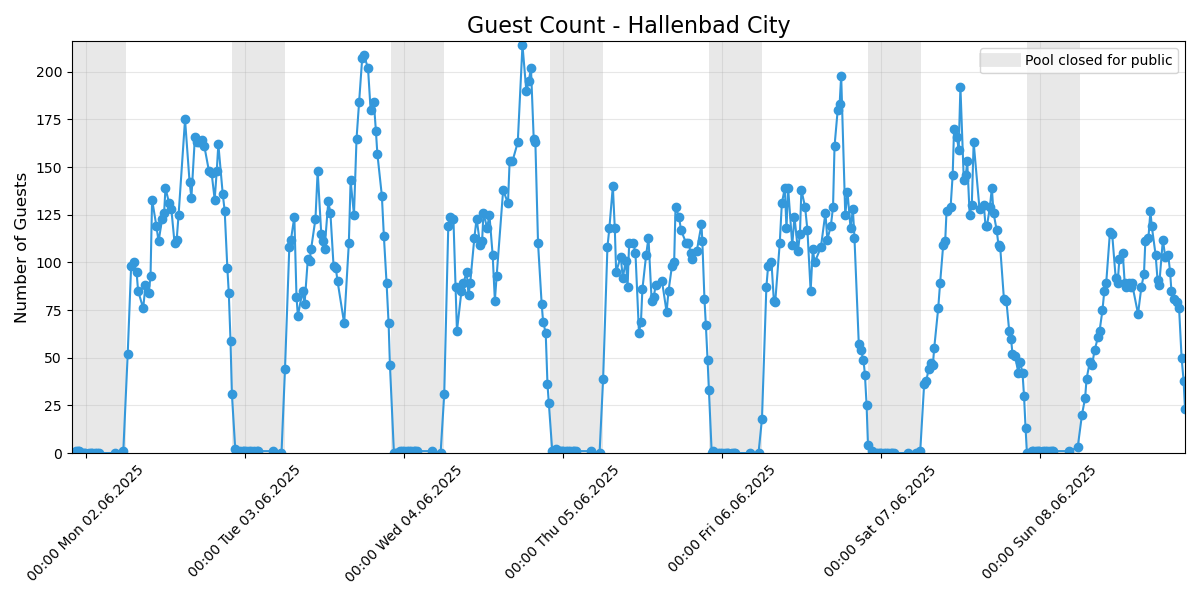 Guest Count - Hallenbad City
Pool closed for public
Number of Guests
200
175
150
125
100
75
50
25
0
00:00 Mon 02.06.2025
00:00 Tue 03.06.2025
00:00 Wed 04.06.2025
00:00 Thu 05.06.2025
00:00 Fri 06.06.2025
00:00 Sat 07.06.2025
00:00 Sun 08.06.2025